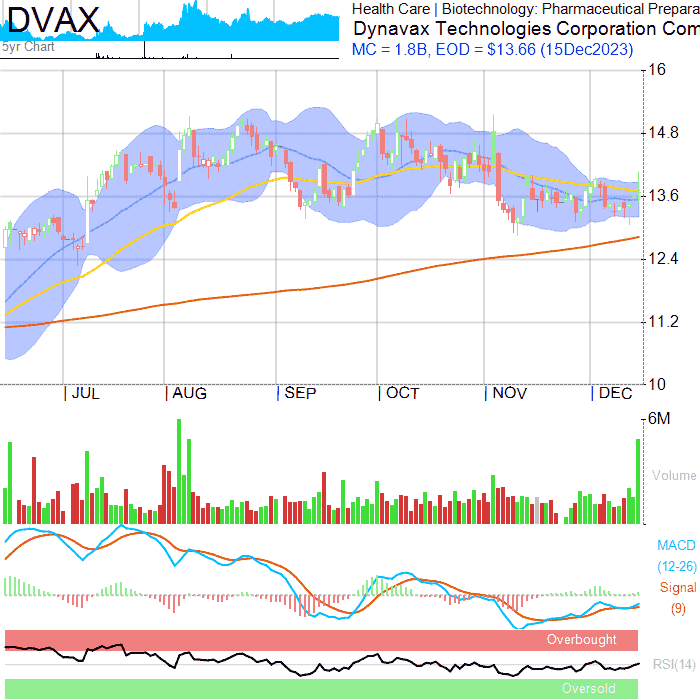 DVAX
5yr Chart
Health Care | Biotechnology: Pharmaceutical Prepara
Dynavax Technologies Corporation Com
MC = 1.8B, EOD = $13.66 (15Dec2023)
16
14.8
13.6
12.4
11.2
10
| JUL | AUG | SEP | OCT | NOV | DEC
6M
Volume
MACD
(12-26)
Signal
(9)
Overbought
RSI(14)
Oversold